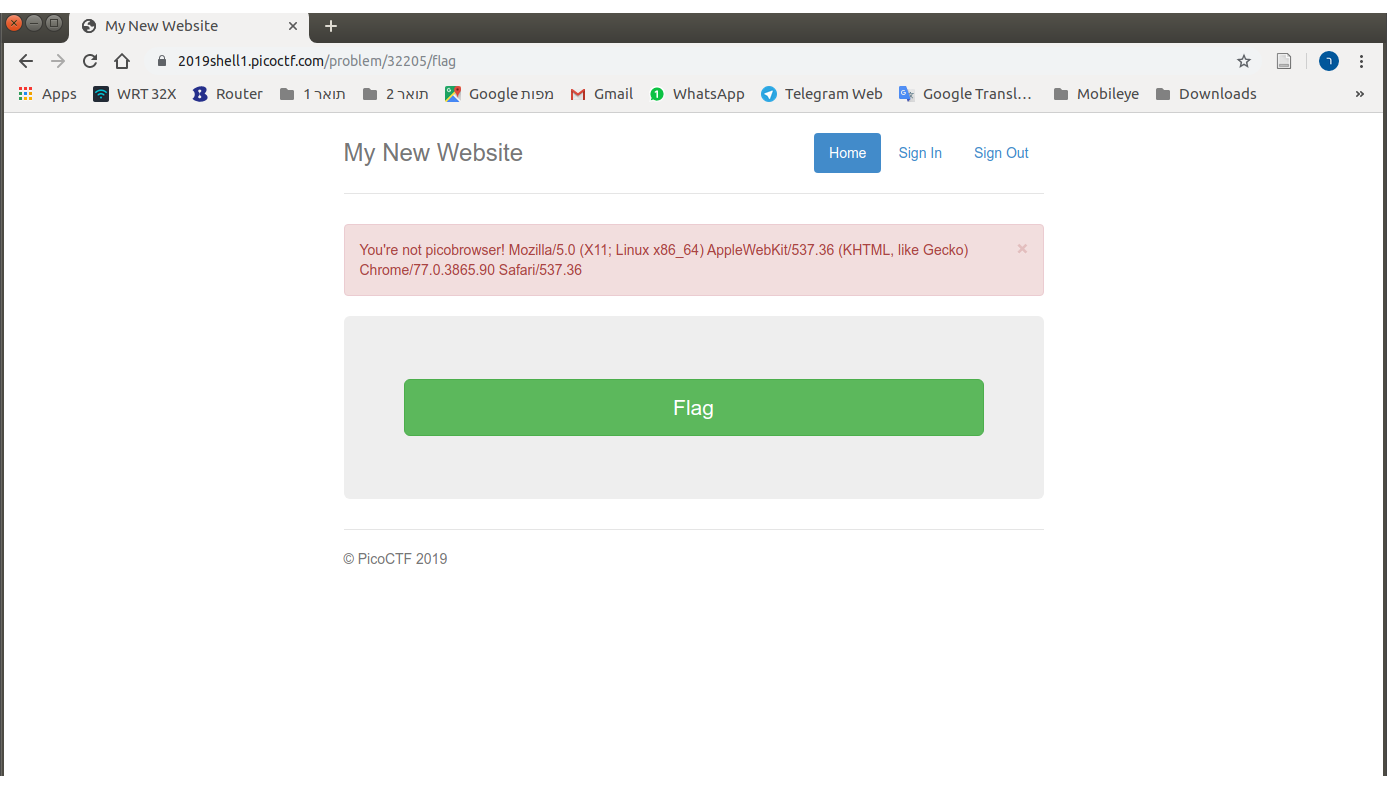 My New Website
2019shell1.picoctf.com/problem/32205/flag
Apps WRT 32X Router תואר 1 תואר 2 Google מפות Gmail WhatsApp Telegram Web Google Transl... Mobileye Downloads »
My New Website Home Sign In Sign Out
You're not picobrowser! Mozilla/5.0 (X11; Linux x86_64) AppleWebKit/537.36 (KHTML, like Gecko) ×
Chrome/77.0.3865.90 Safari/537.36
Flag
© PicoCTF 2019